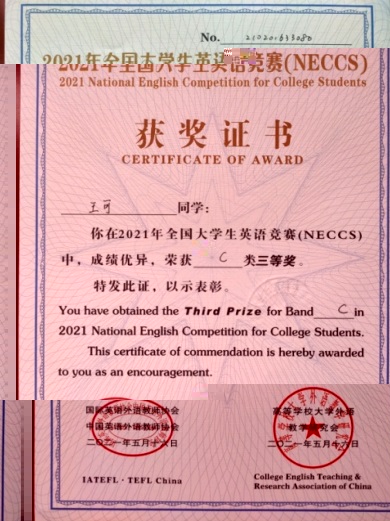 No. 210201633080
2021年全国大学生英语竞赛(NECCS)
2021 National English Competition for College Students
获奖证书
CERTIFICATE OF AWARD
王可同学:
你在2021年全国大学生英语竞赛(NECCS)
中,成绩优异,荣获 C 类三等奖。
特发此证,以示表彰。
You have obtained the Third Prize for Band C in
2021 National English Competition for College Students.
This certificate of commendation is hereby awarded
to you as an encouragement.
国际英语外语教师协会 高等学校大学外语
中国英语外语教师协会 教学研究会
二〇二一年五月十六日 二〇二一年五月十六日
IATEFL·TEFL China College English Teaching &
Research Association of China